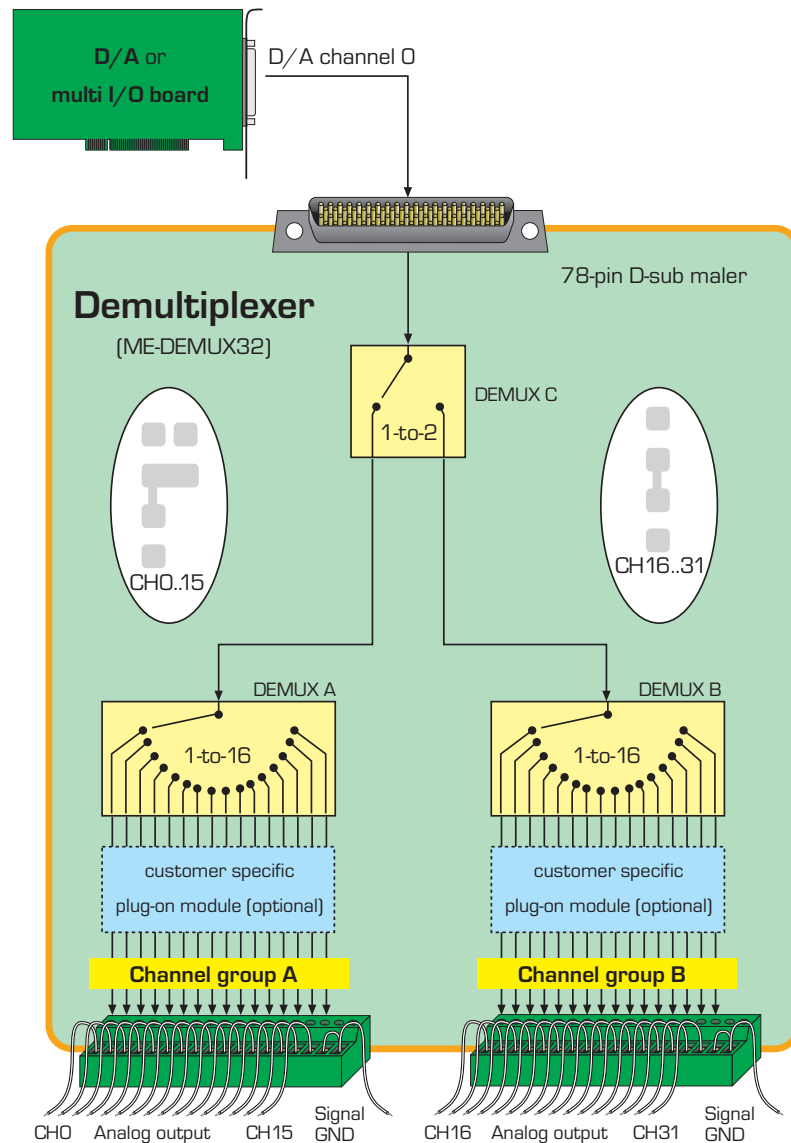 D/A or
multi I/O board
D/A channel 0
78-pin D-sub maler
Demultiplexer
(ME-DEMUX32)
DEMUX C
1-to-2
CH0..15
CH16..31
DEMUX A
DEMUX B
1-to-16
1-to-16
customer specific
plug-on module (optional)
customer specific
plug-on module (optional)
Channel group A
Channel group B
CH0
Analog output
CH15
Signal
GND
CH16
Analog output
CH31
Signal
GND